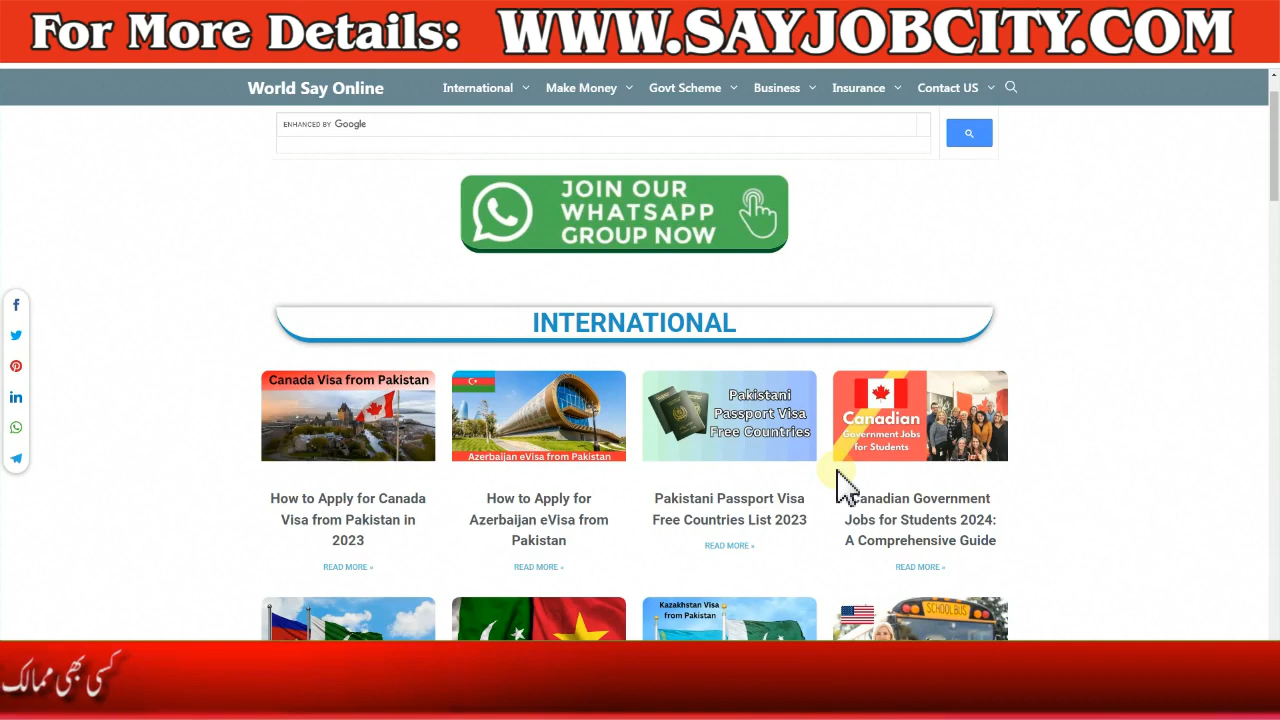 For More Details: WWW.SAYJOBCITY.COM
World Say Online International Make Money Govt Scheme Business Insurance Contact US
ENHANCED BY Google
JOIN OUR
WHATSAPP
GROUP NOW
INTERNATIONAL
Canada Visa from Pakistan
Azerbaijan eVisa from Pakistan
Pakistani
Passport Visa
Free Countries
Canadian
Government Jobs
for Students
How to Apply for Canada
Visa from Pakistan in
2023
READ MORE »
How to Apply for
Azerbaijan eVisa from
Pakistan
READ MORE »
Pakistani Passport Visa
Free Countries List 2023
READ MORE »
Canadian Government
Jobs for Students 2024:
A Comprehensive Guide
READ MORE »
Kazakhstan Visa
from Pakistan
SCHOOL BUS
کسی بھی ممالک